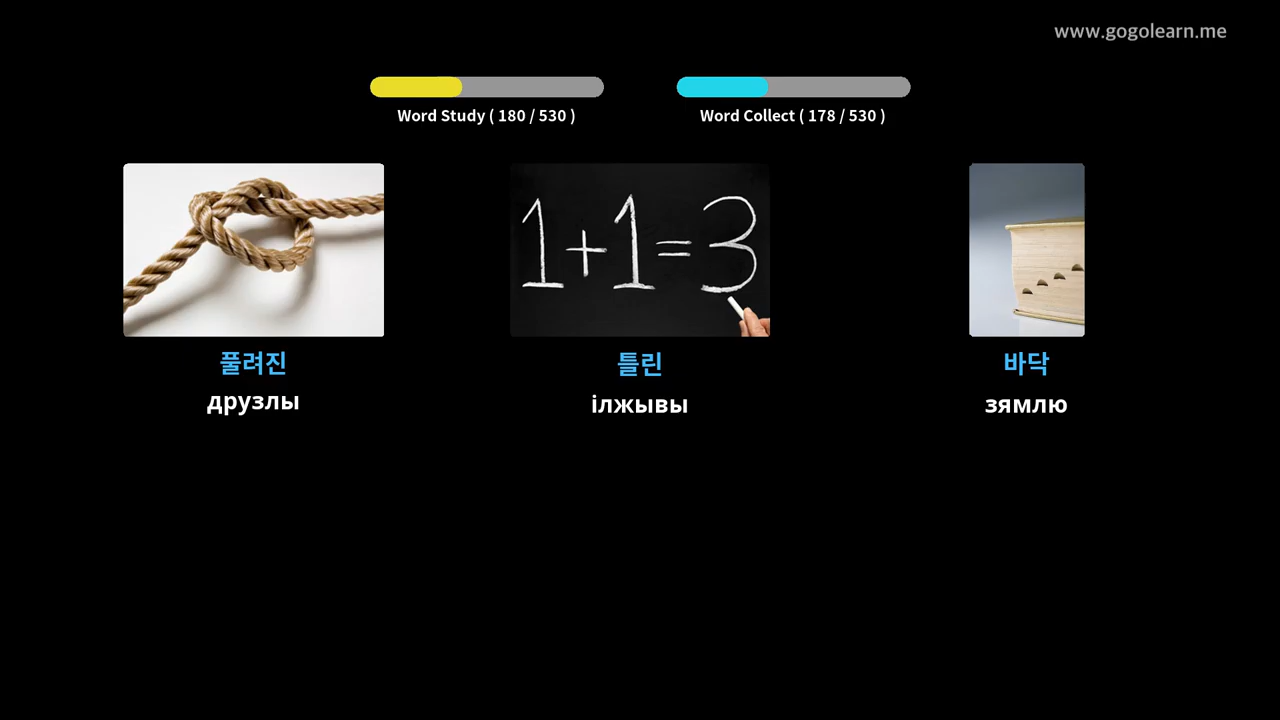 www.gogolearn.me
Word Study ( 180 / 530 )
Word Collect ( 178 / 530 )
1+1=3
풀려진
틀린
바닥
друзлы
ілжывы
зямлю